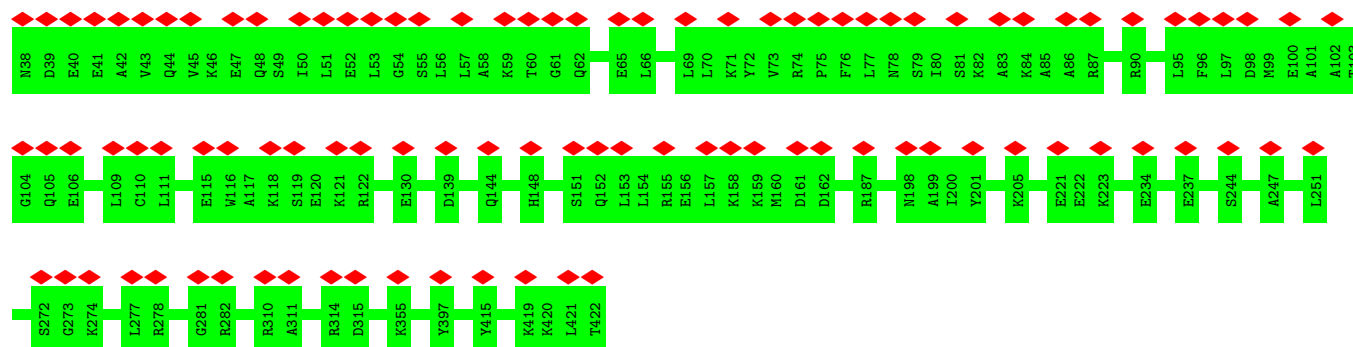 N38 D39 E40 E41 A42 V43 Q44 V45 K46 E47 Q48 S49 I50 L51 E52 L53 G54 S55 L56 L57 A58 K59 T60 G61 Q62 E65 L66 L69 L70 K71 Y72 V73 R74 P75 F76 L77 N78 S79 I80 S81 K82 A83 K84 A85 A86 R87 R90 L95 F96 L97 D98 M99 E100 A101 A102 T103
G104 Q105 E106 L109 C110 L111 E115 W116 A117 K118 S119 E120 K121 R122 E130 D139 Q144 H148 S151 Q152 L153 L154 R155 E156 L157 K158 K159 M160 D161 D162 R187 N198 A199 I200 Y201 K205 E221 E222 K223 E234 E237 S244 A247 L251
S272 G273 K274 L277 R278 G281 R282 R310 A311 R314 D315 K355 Y397 Y415 K419 K420 L421 T422